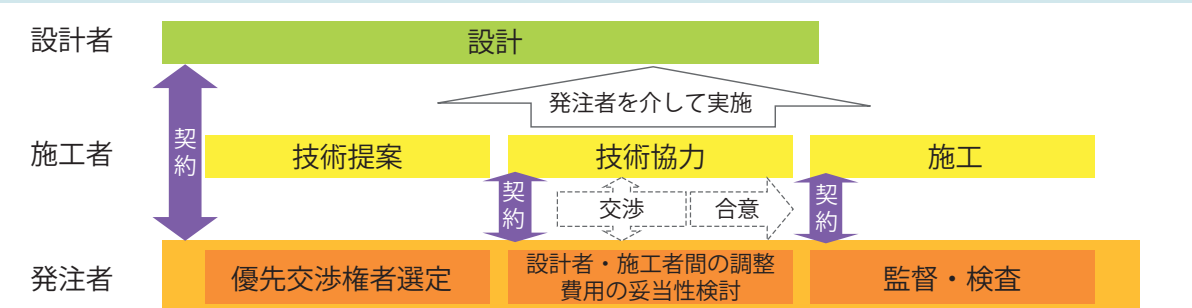 設計者
設計
発注者を介して実施
施工者
契約
技術提案
技術協力
施工
契約
交渉
合意
契約
発注者
優先交渉権者選定
設計者・施工者間の調整
費用の妥当性検討
監督・検査